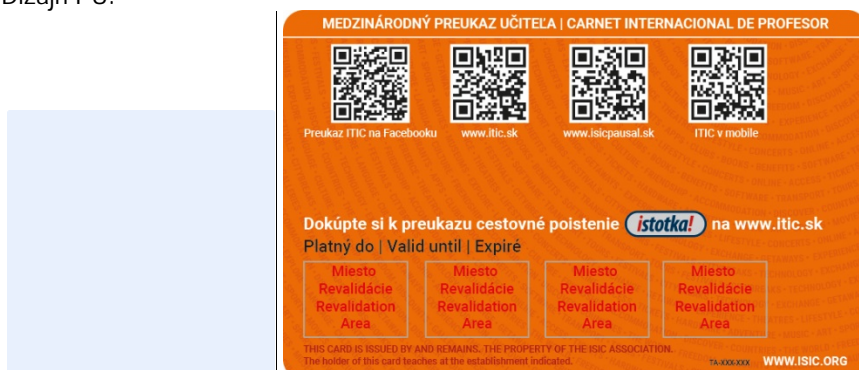 MEDZINÁRODNÝ PREUKAZ UČITEĽA | CARNET INTERNACIONAL DE PROFESOR
Preukaz ITIC na Facebooku
www.itic.sk
www.isicpausal.sk
ITIC v mobile
Dokúpte si k preukazu cestovné poistenie istotka! na www.itic.sk
Platný do | Valid until | Expiré
Miesto
Revalidácie
Revalidation
Area
Miesto
Revalidácie
Revalidation
Area
Miesto
Revalidácie
Revalidation
Area
Miesto
Revalidácie
Revalidation
Area
THIS CARD IS ISSUED BY AND REMAINS. THE PROPERTY OF THE ISIC ASSOCIATION.
The holder of this card teaches at the establishment indicated.
TA-XXX-XXX
WWW.ISIC.ORG